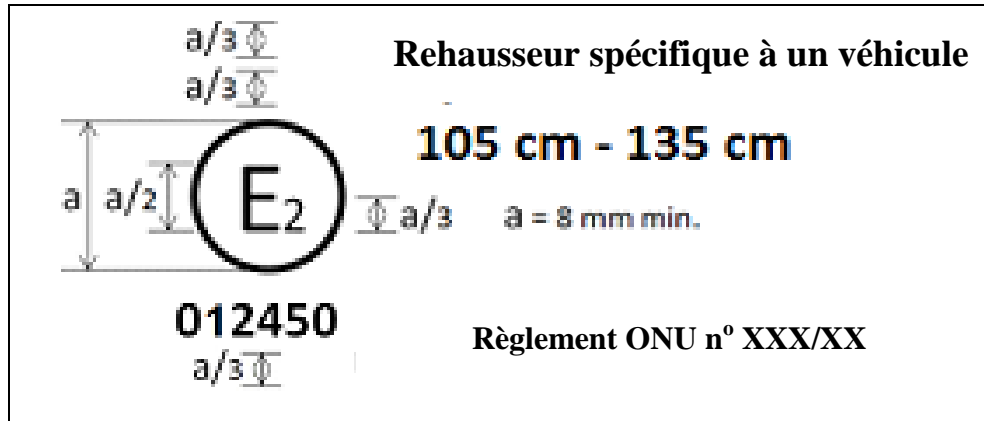 a/3
Rehausseur spécifique à un véhicule
a/3
105 cm - 135 cm
a a/2 E2 a/3 a = 8 mm min.
012450
Règlement ONU nº XXX/XX
a/3